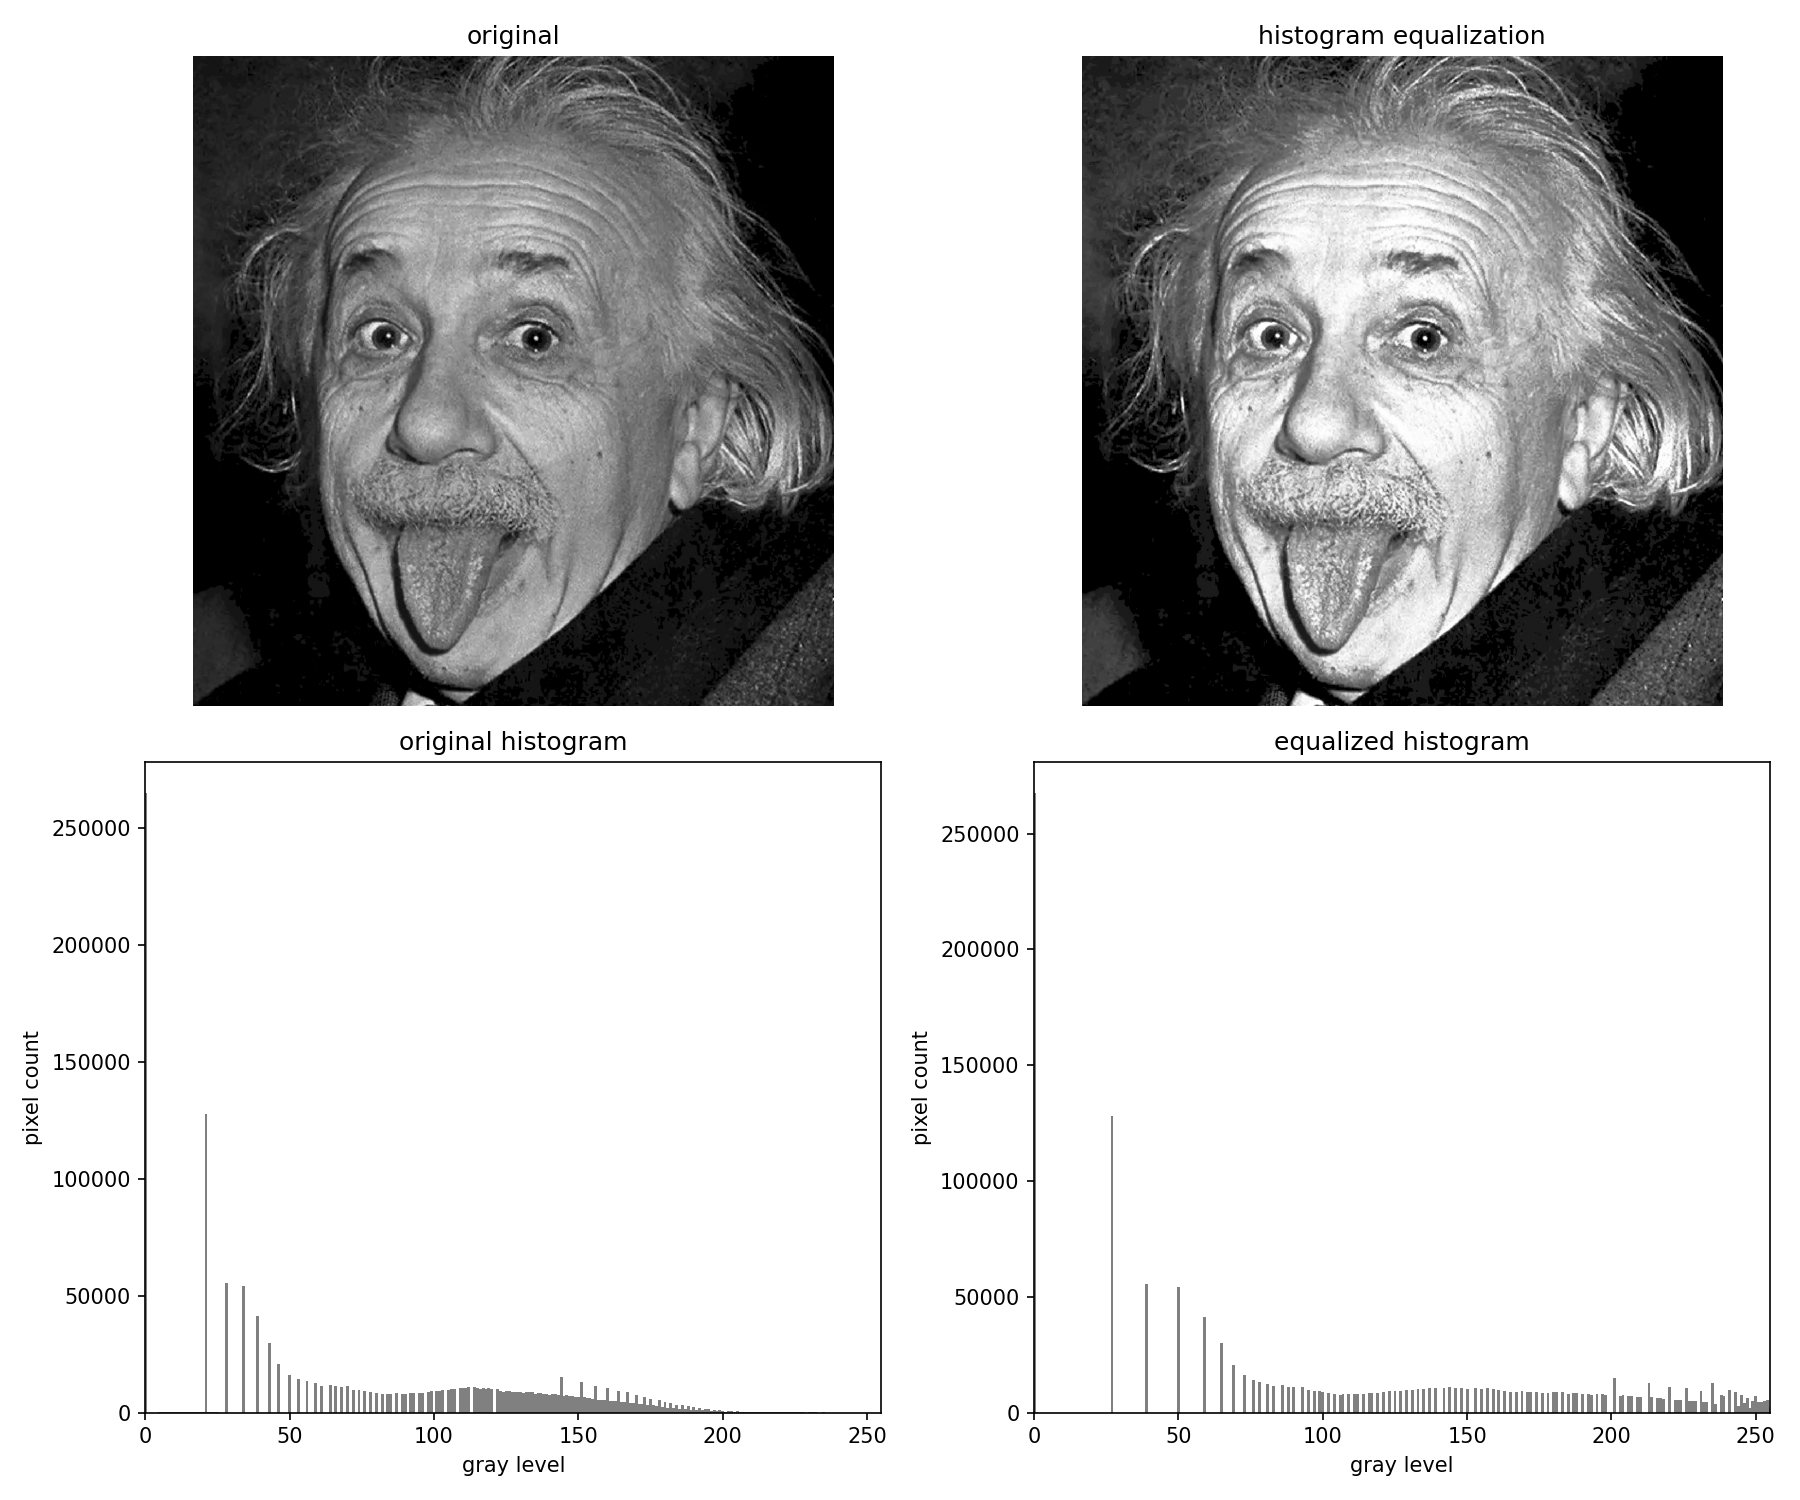 original
histogram equalization
original histogram
equalized histogram
250000
200000
150000
100000
50000
0
pixel count
0 50 100 150 200 250
gray level
250000
200000
150000
100000
50000
0
pixel count
0 50 100 150 200 250
gray level